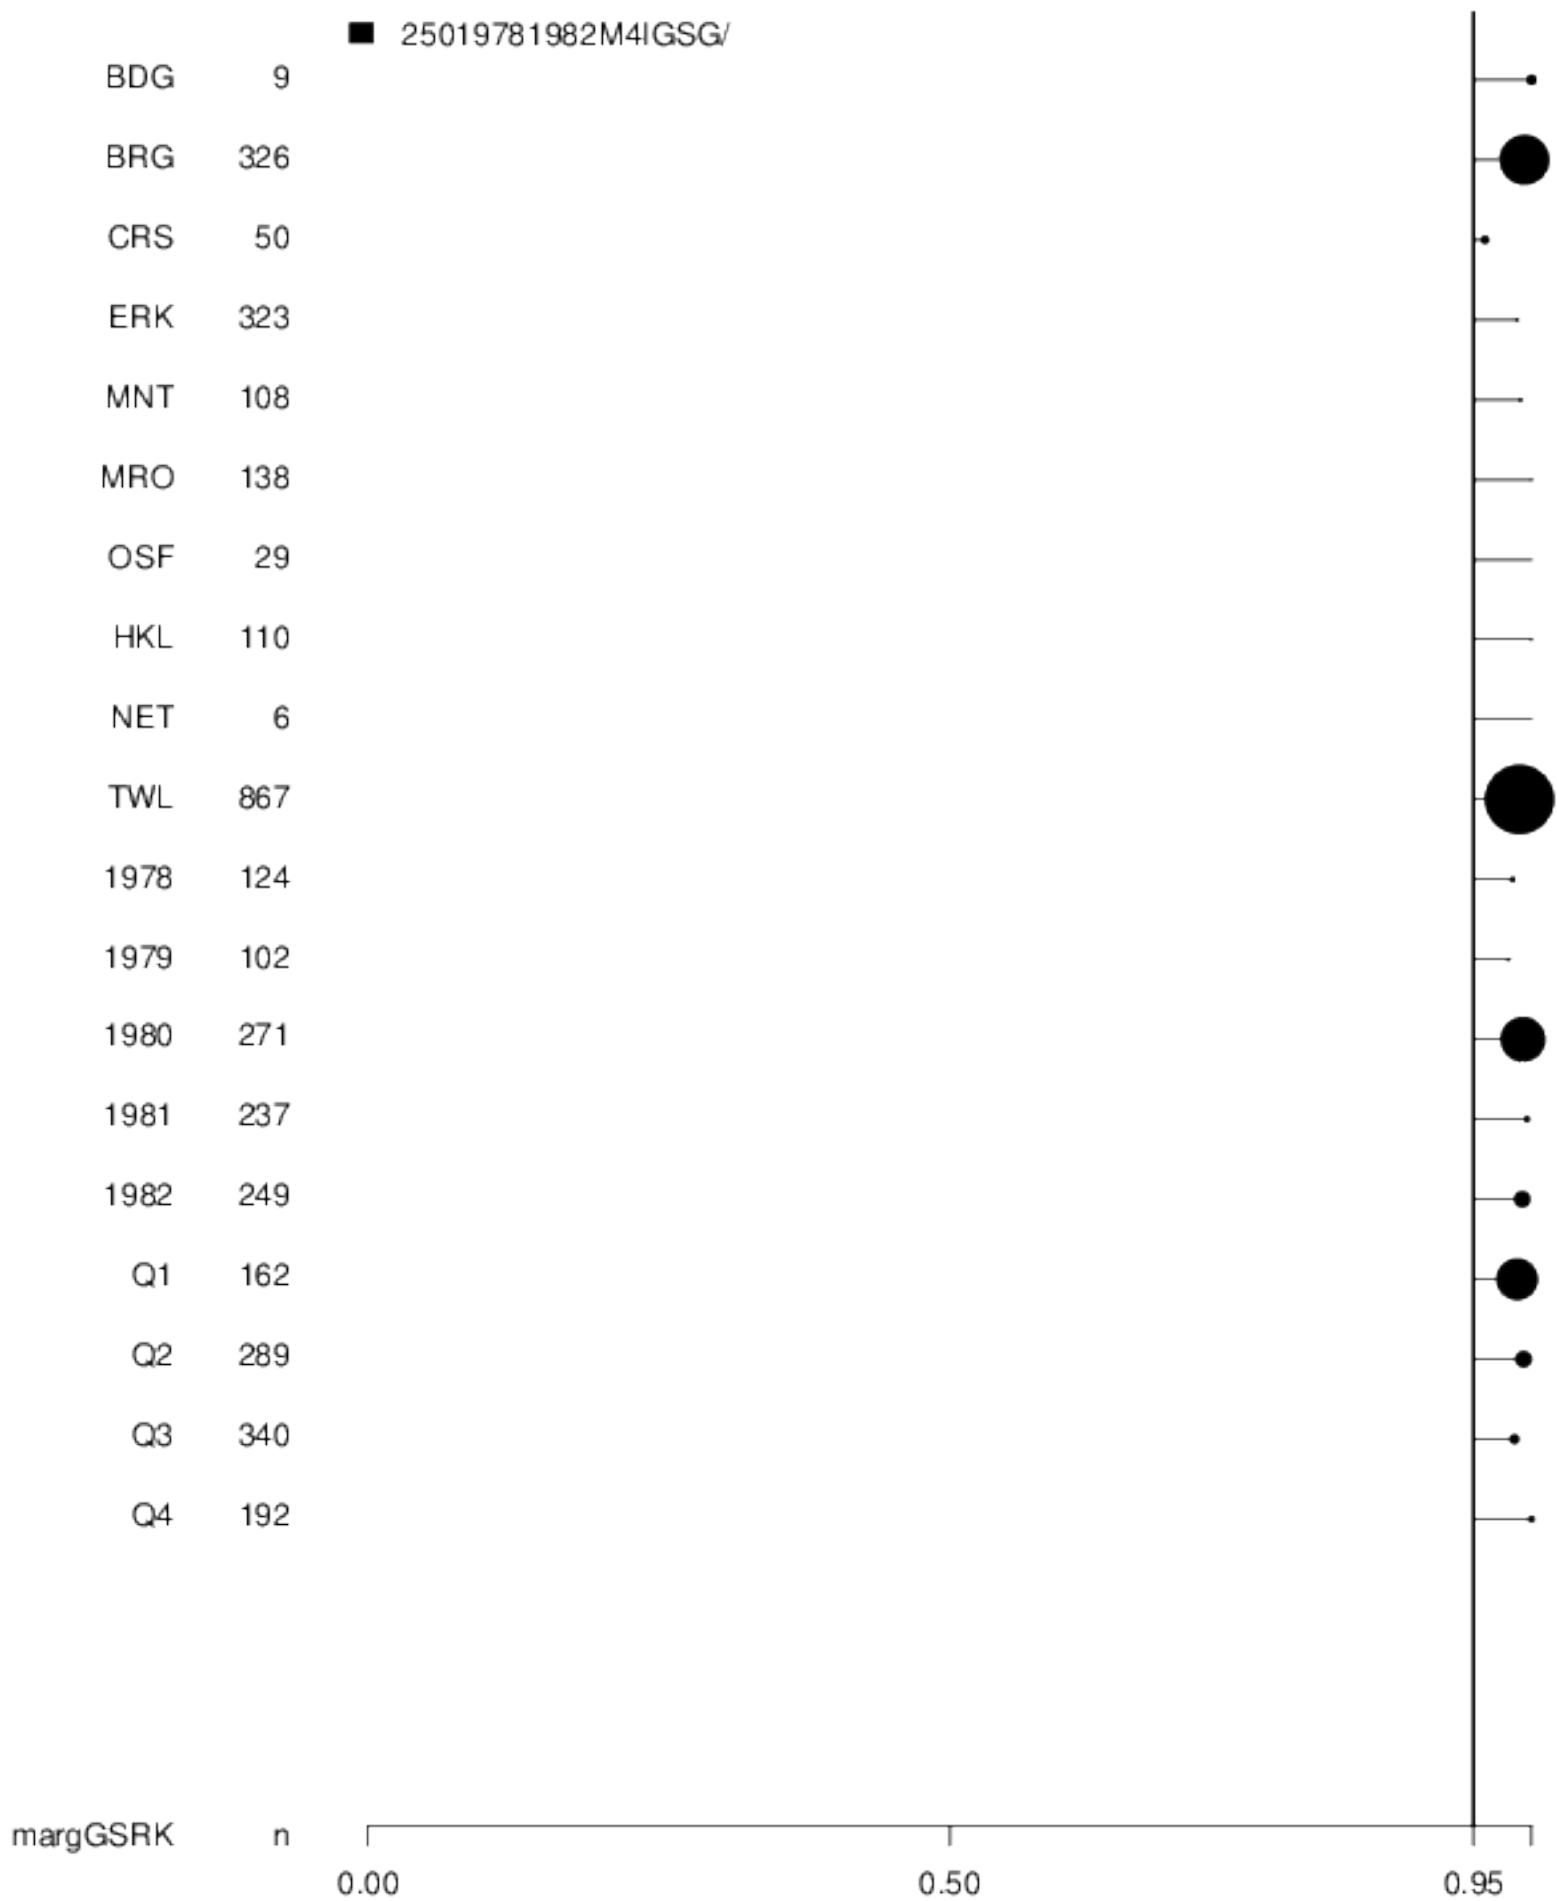 25019781982M4IGSG/
BDG 9
BRG 326
CRS 50
ERK 323
MNT 108
MRO 138
OSF 29
HKL 110
NET 6
TWL 867
1978 124
1979 102
1980 271
1981 237
1982 249
Q1 162
Q2 289
Q3 340
Q4 192
margGSRK n
0.00 0.50 0.95